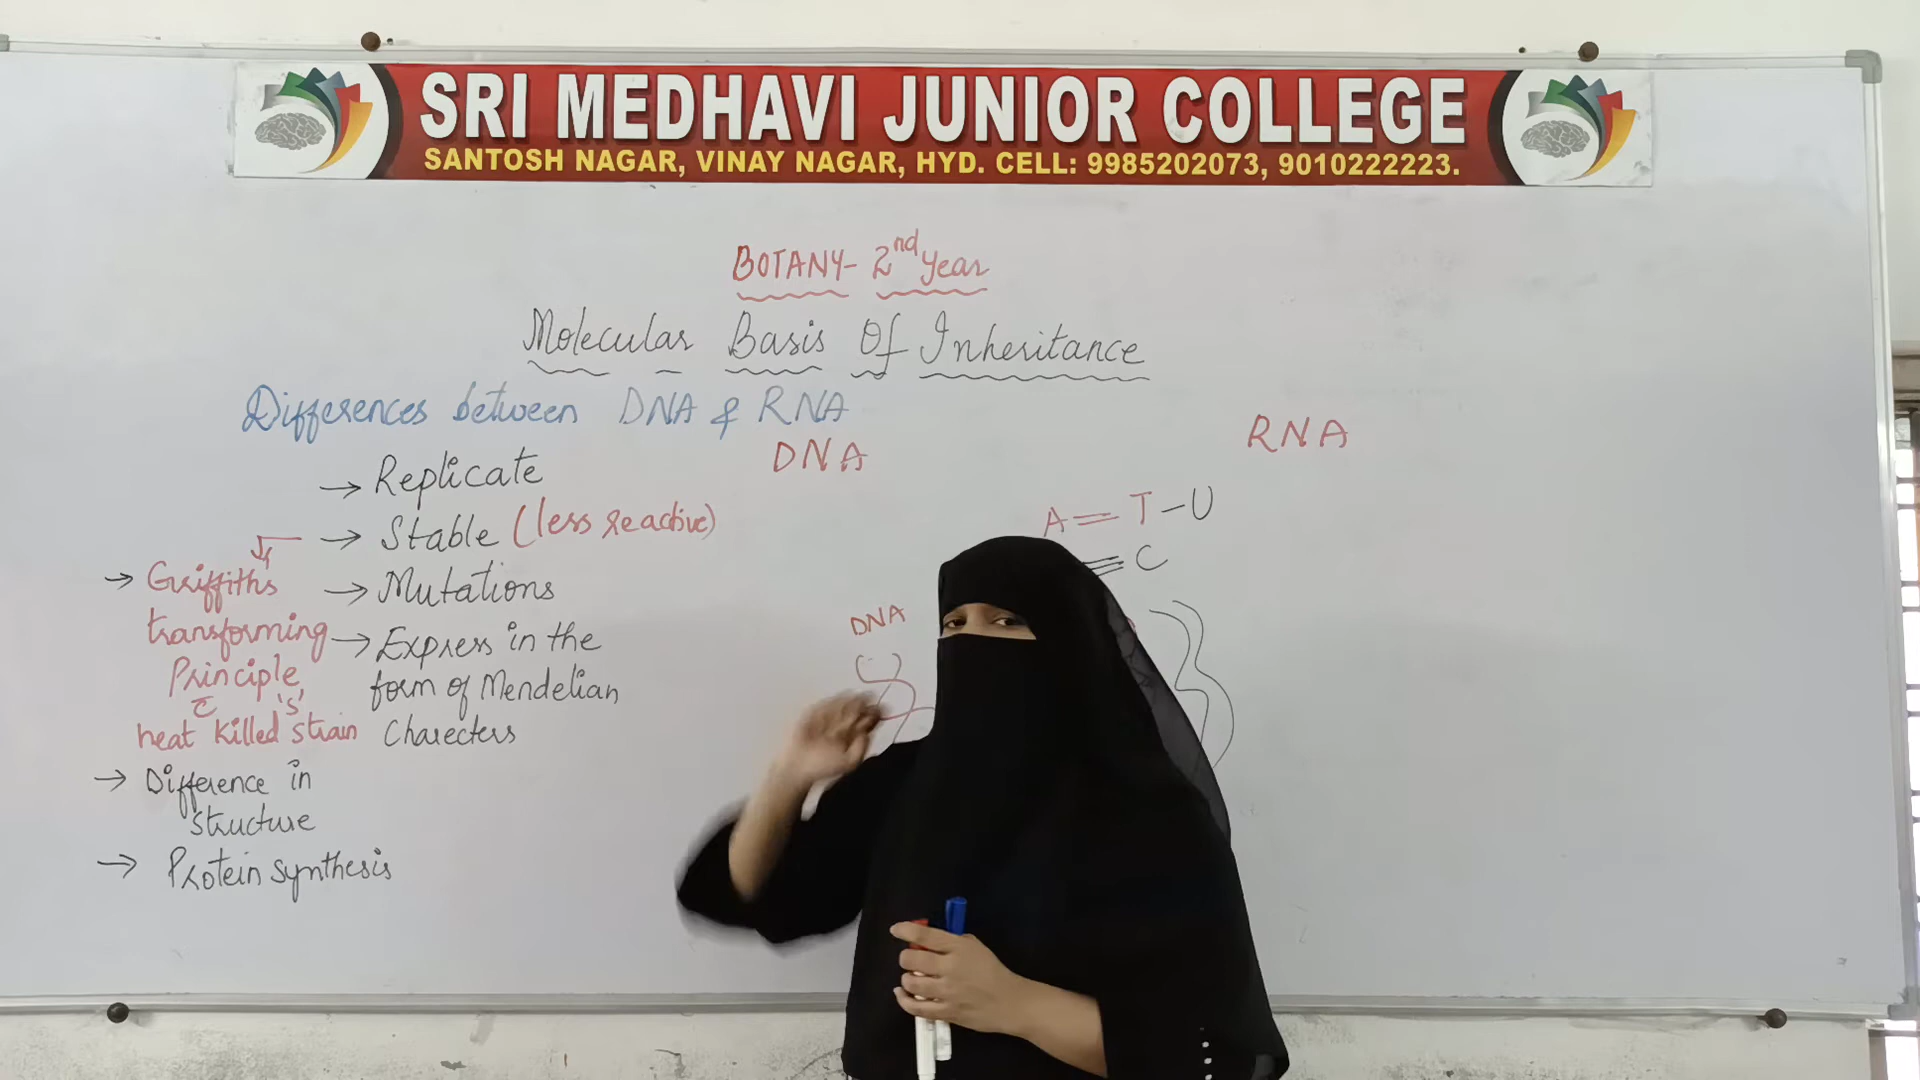 SRI MEDHAVI JUNIOR COLLEGE
SANTOSH NAGAR, VINAY NAGAR, HYD. CELL: 9985202073, 9010222223.
BOTANY- 2nd Year
Molecular Basis Of Inheritance
Differences between DNA & RNA
DNA
RNA
→ Replicate
→ Stable (less reactive)
→ Mutations
→ Express in the
form of Mendelian
Charecters
→ Griffiths
transforming
Principle
C 'S'
heat killed strain
→ Difference in
structure
→ Protein synthesis
A=T-U
≡C
DNA